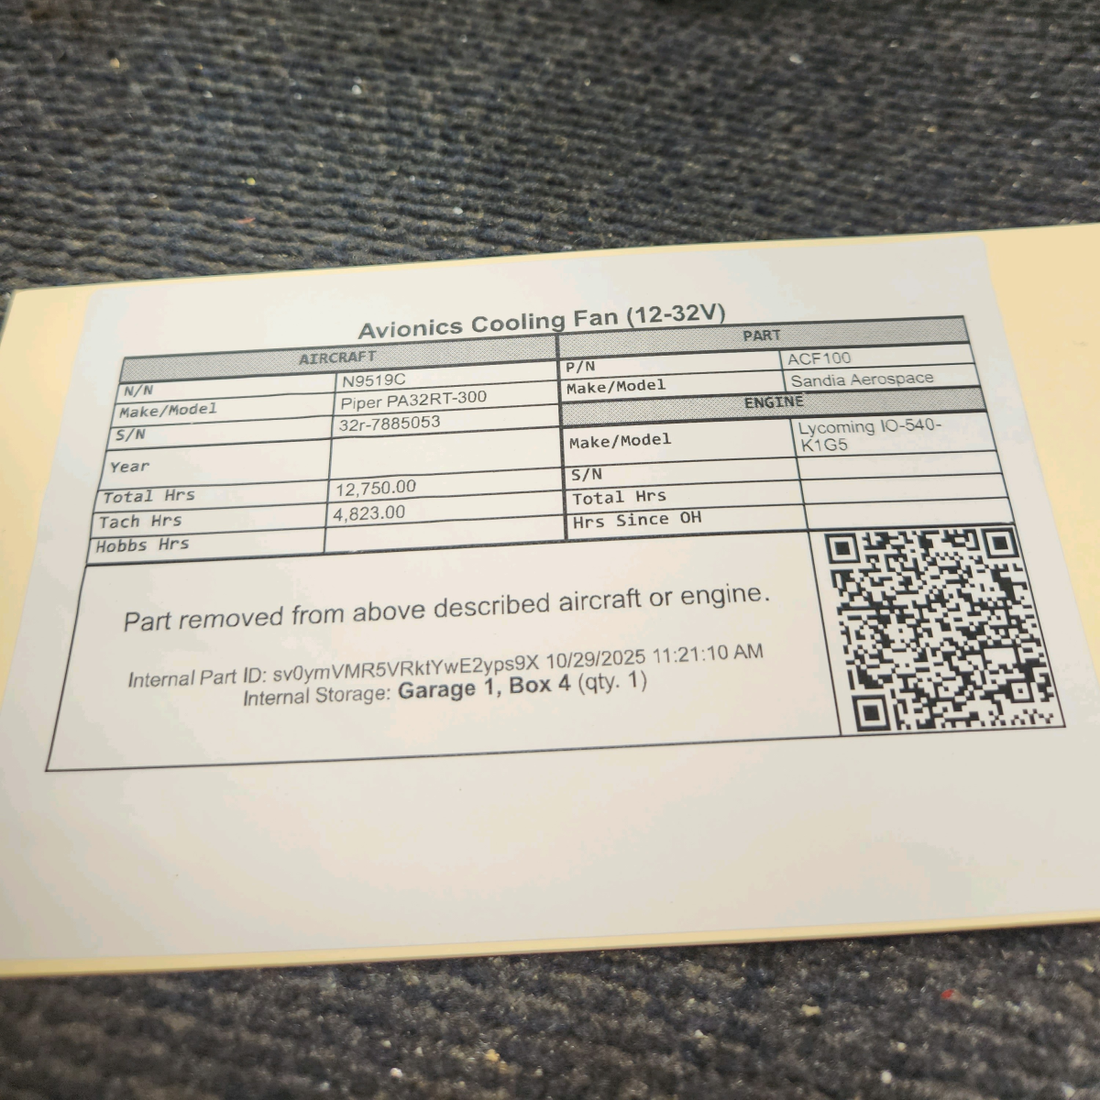 Avionics Cooling Fan (12-32V)
AIRCRAFT
N/N N9519C
Make/Model Piper PA32RT-300
S/N 32r-7885053
Year
Total Hrs 12,750.00
Tach Hrs 4,823.00
Hobbs Hrs
PART
P/N ACF100
Make/Model Sandia Aerospace
ENGINE
Make/Model Lycoming IO-540-
K1G5
S/N
Total Hrs
Hrs Since OH
Part removed from above described aircraft or engine.
Internal Part ID: sv0ymVMR5VRktYwE2yps9X 10/29/2025 11:21:10 AM
Internal Storage: Garage 1, Box 4 (qty. 1)